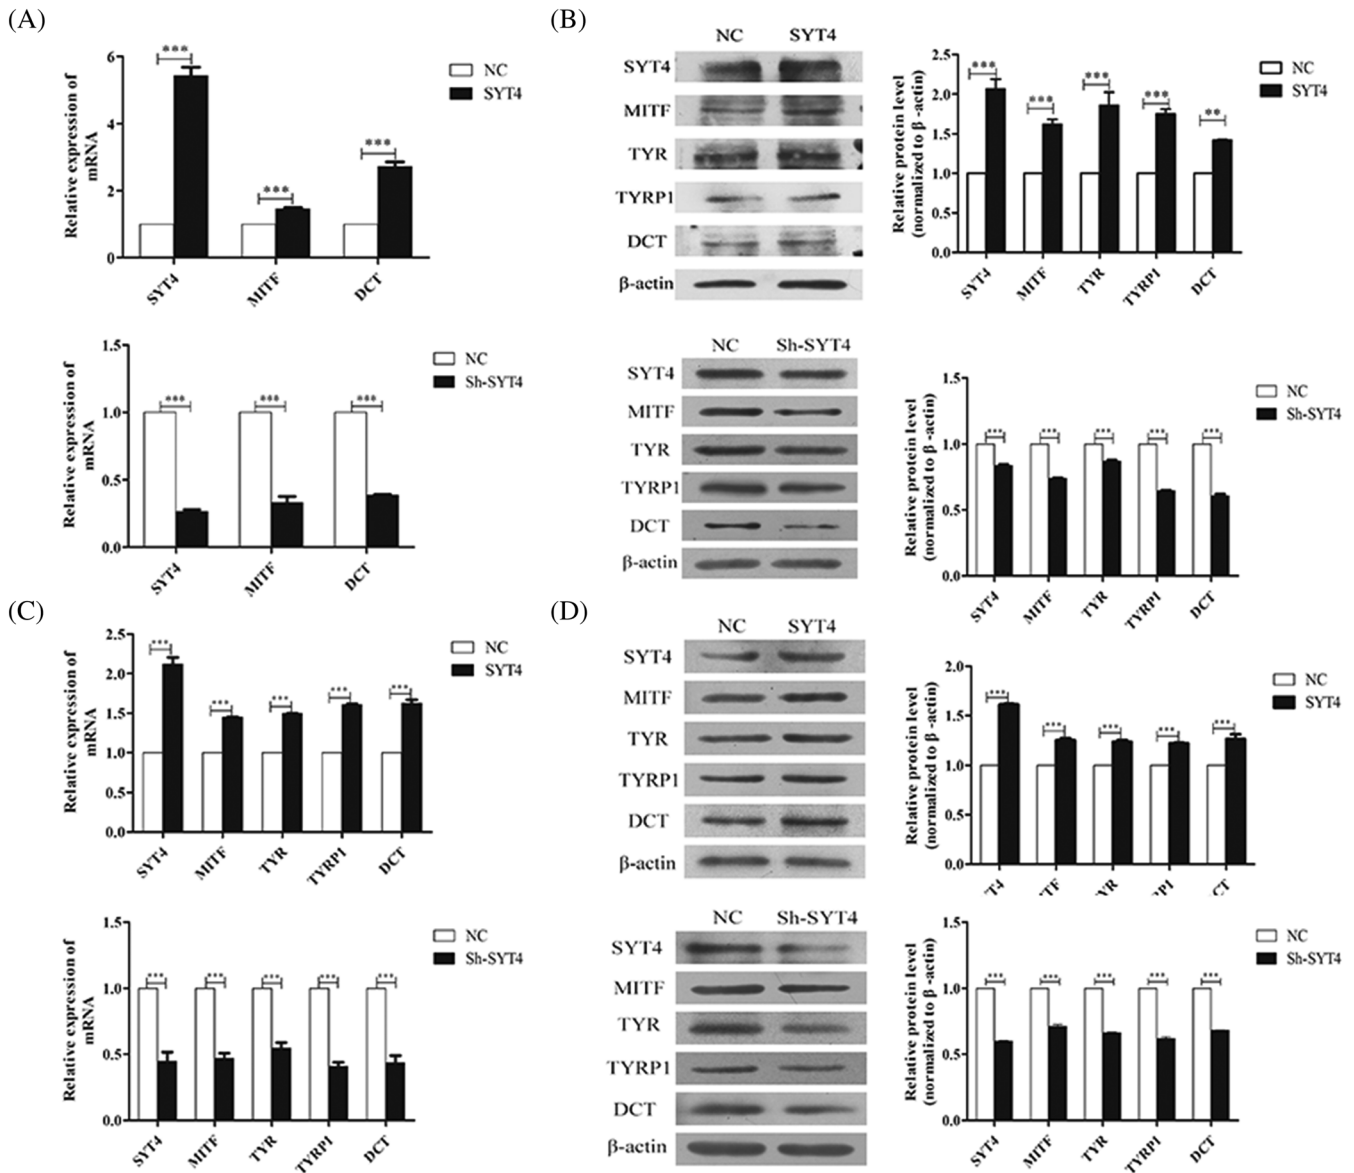 (A)
Relative expression of
mRNA
6
4
2
0
***
***
***
NC
SYT4
SYT4
MITF
DCT
Relative expression of
mRNA
1.5
1.0
0.5
0.0
***
***
***
NC
Sh-SYT4
SYT4
MITF
DCT
(B)
NC SYT4
SYT4
MITF
TYR
TYRP1
DCT
β-actin
Relative protein level
(normalized to β -actin)
2.5
2.0
1.5
1.0
0.5
0.0
***
***
***
***
**
NC
SYT4
SYT4
MITF
TYR
TYRP1
DCT
NC Sh-SYT4
SYT4
MITF
TYR
TYRP1
DCT
β-actin
Relative protein level
(normalized to β -actin)
1.5
1.0
0.5
0.0
***
***
***
***
***
NC
Sh-SYT4
SYT4
MITF
TYR
TYRP1
DCT
(C)
Relative expression of
mRNA
2.5
2.0
1.5
1.0
0.5
0.0
***
***
***
***
***
NC
SYT4
SYT4
MITF
TYR
TYRP1
DCT
Relative expression of
mRNA
1.5
1.0
0.5
0.0
***
***
***
***
***
NC
Sh-SYT4
SYT4
MITF
TYR
TYRP1
DCT
(D)
NC SYT4
SYT4
MITF
TYR
TYRP1
DCT
β-actin
Relative protein level
(normalized to β -actin)
2.0
1.5
1.0
0.5
0.0
***
***
***
***
***
NC
SYT4
NC Sh-SYT4
SYT4
MITF
TYR
TYRP1
DCT
β-actin
Relative protein level
(normalized to β -actin)
1.5
1.0
0.5
0.0
***
***
***
***
***
NC
Sh-SYT4
SYT4
MITF
TYR
TYRP1
DCT